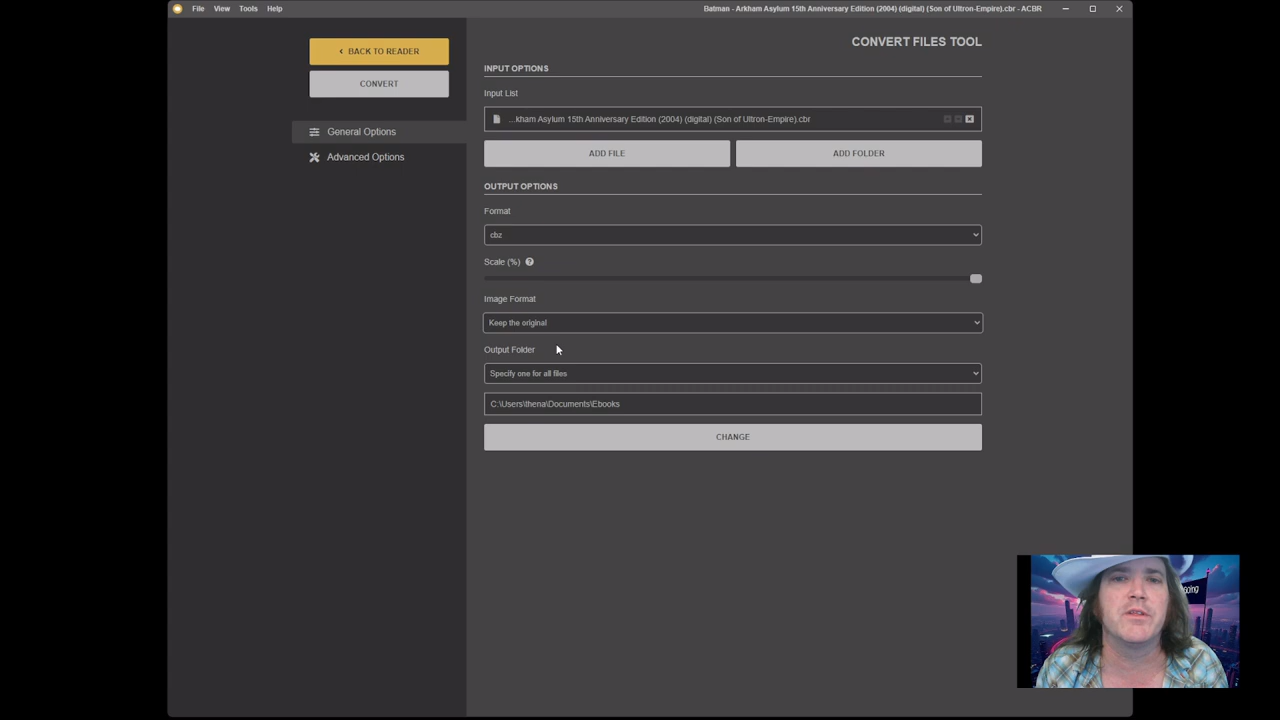 File View Tools Help
Batman - Arkham Asylum 15th Anniversary Edition (2004) (digital) (Son of Ultron-Empire).cbr - ACBR
BACK TO READER
CONVERT
General Options
Advanced Options
CONVERT FILES TOOL
INPUT OPTIONS
Input List
...kham Asylum 15th Anniversary Edition (2004) (digital) (Son of Ultron-Empire).cbr
ADD FILE
ADD FOLDER
OUTPUT OPTIONS
Format
cbz
Scale (%)
Image Format
Keep the original
Output Folder
Specify one for all files
C:\Users\thena\Documents\Ebooks
CHANGE